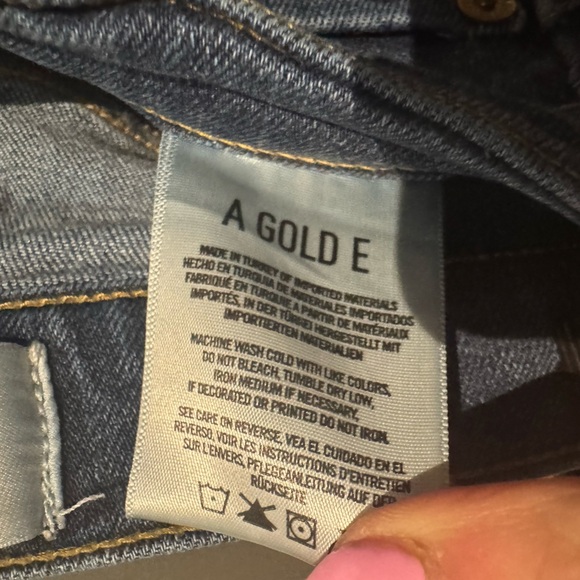 A GOLD E
MADE IN TURKEY OF IMPORTED MATERIALS
HECHO EN TURQUIA DE MATERIALES IMPORTADOS
FABRIQUÉ EN TURQUIE A PARTIR DE MATÉRIAUX
IMPORTÉS, IN DER TÜRKEI HERGESTELLT MIT
IMPORTIERTEN MATERIALIEN
MACHINE WASH COLD WITH LIKE COLORS,
DO NOT BLEACH. TUMBLE DRY LOW,
IRON MEDIUM IF NECESSARY.
IF DECORATED OR PRINTED DO NOT IRON.
SEE CARE ON REVERSE, VEA EL CUIDADO EN EL
REVERSO, VOIR LES INSTRUCTIONS D'ENTRETIEN
SUR L'ENVERS, PFLEGEANLEITUNG AUF DER
RÜCKSEITE